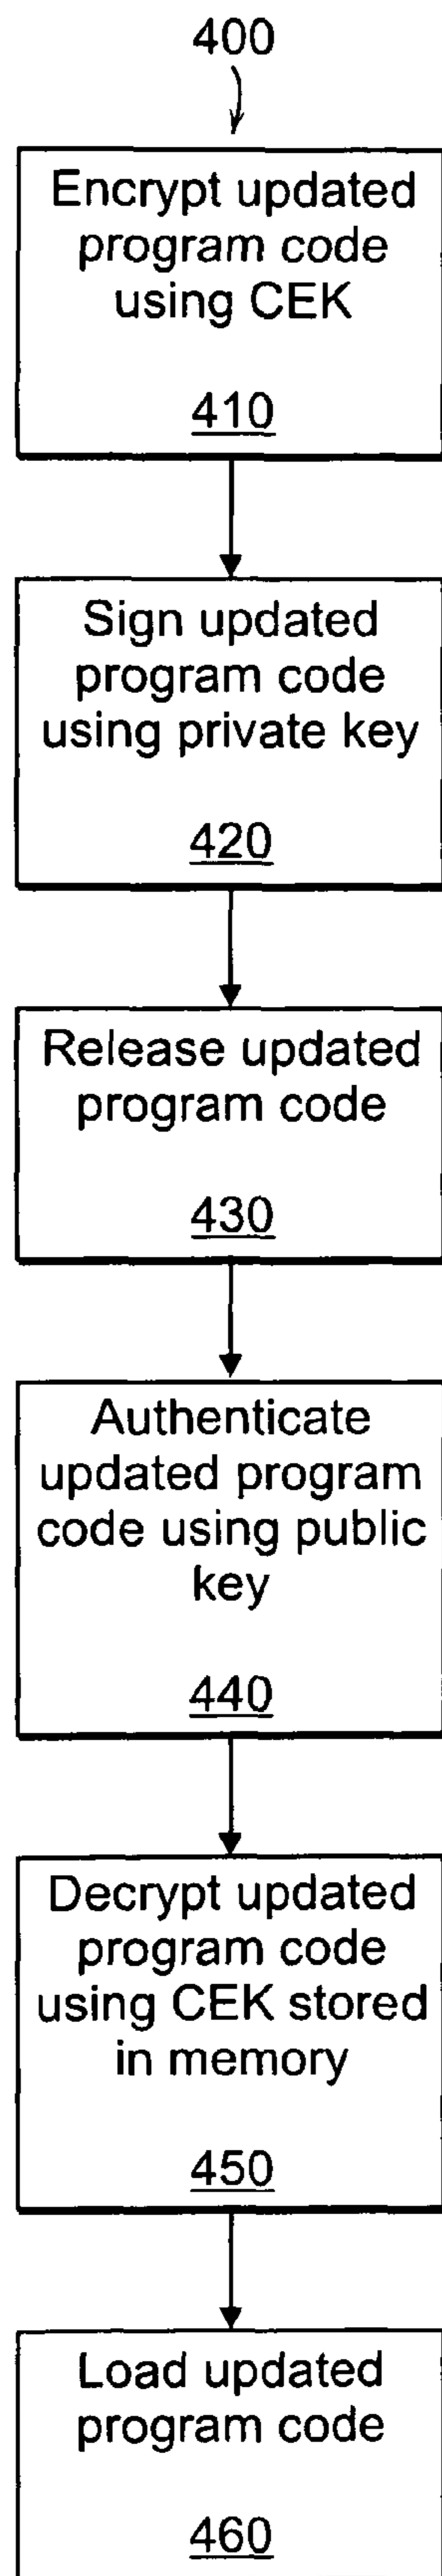 400
Encrypt updated
program code
using CEK
410
Sign updated
program code
using private key
420
Release updated
program code
430
Authenticate
updated program
code using public
key
440
Decrypt updated
program code
using CEK stored
in memory
450
Load updated
program code
460